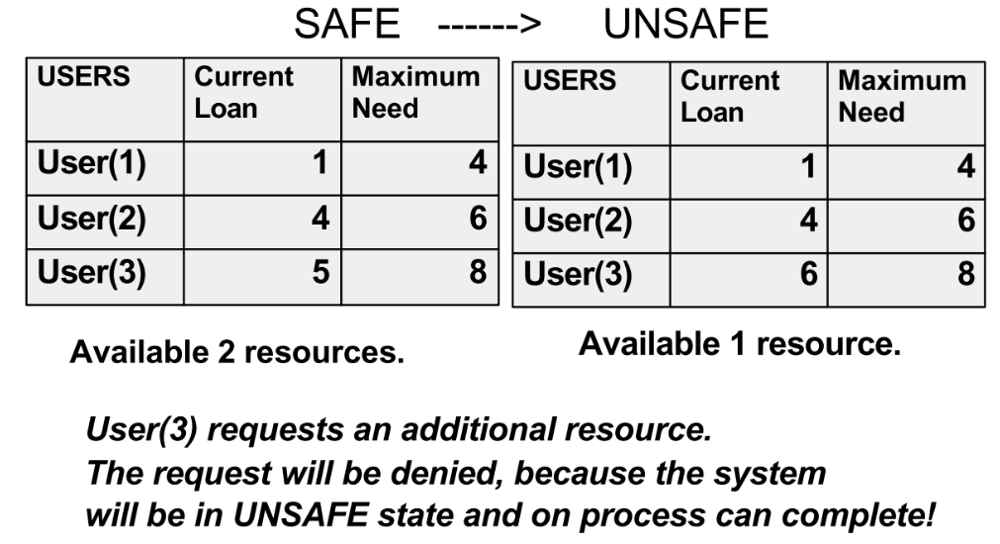 SAFE ------> UNSAFE
USERS Current Loan Maximum Need
User(1) 1 4
User(2) 4 6
User(3) 5 8
USERS Current Loan Maximum Need
User(1) 1 4
User(2) 4 6
User(3) 6 8
Available 2 resources.
Available 1 resource.
User(3) requests an additional resource.
The request will be denied, because the system
will be in UNSAFE state and on process can complete!